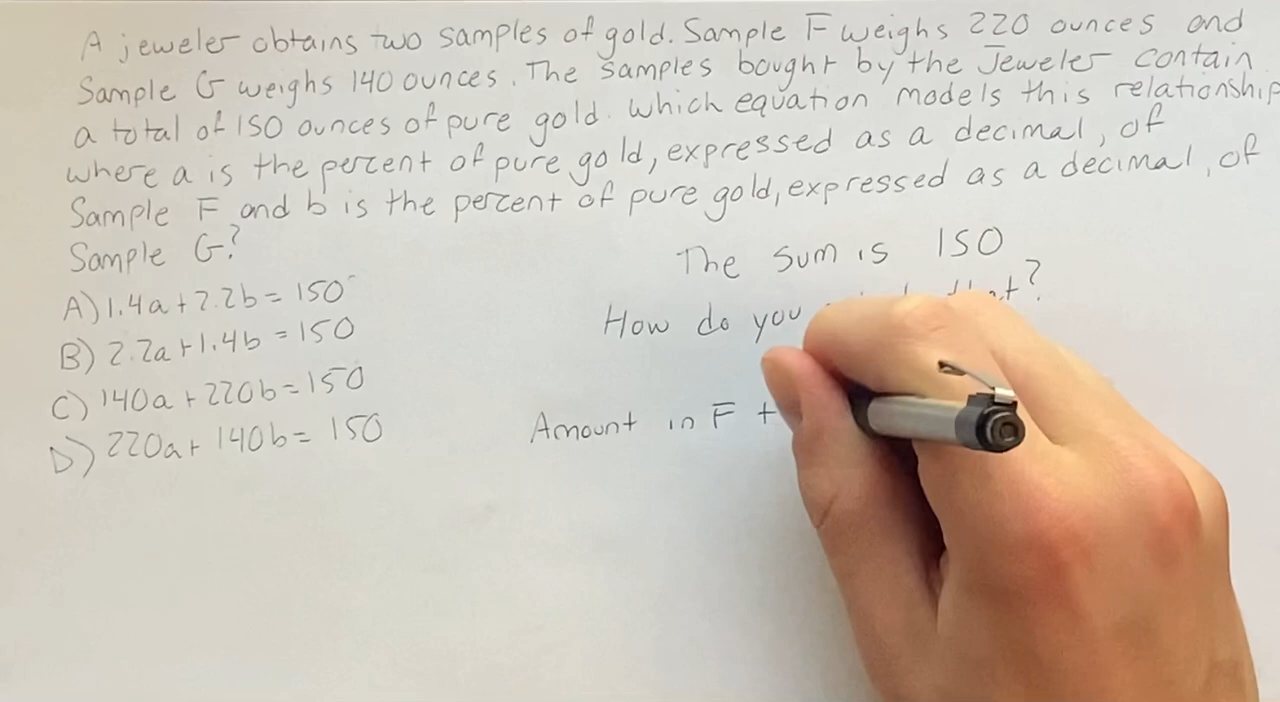 A jeweler obtains two samples of gold. Sample F weighs 220 ounces and
Sample G weighs 140 ounces. The samples bought by the Jeweler contain
a total of 150 ounces of pure gold. which equation models this relationship
where a is the percent of pure gold, expressed as a decimal, of
Sample F and b is the percent of pure gold, expressed as a decimal, of
Sample G?
A) 1.4a + 2.2b = 150
B) 2.2a + 1.4b = 150
C) 140a + 220b = 150
D) 220a + 140b = 150
The sum is 150
How do you
Amount in F +